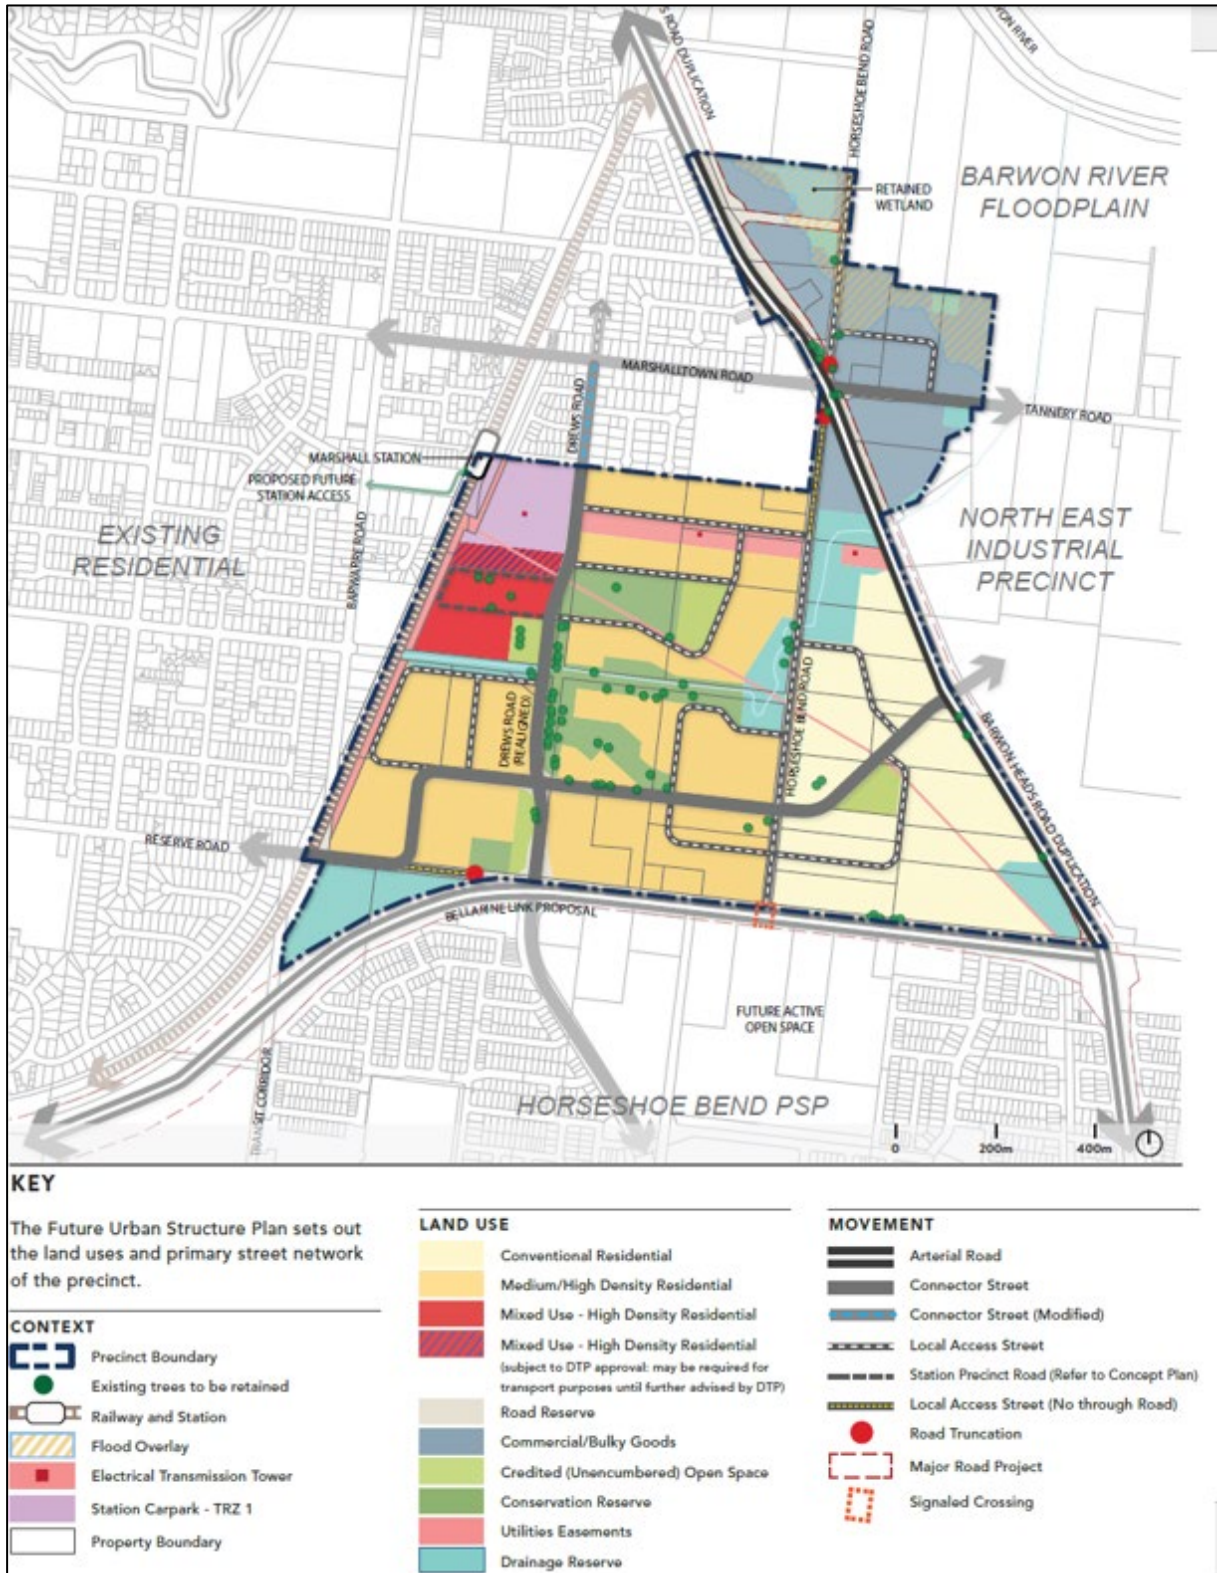 S ROAD DUPLICATION
HORSESHOE BEND ROAD
WON RIVER
RETAINED
WETLAND
BARWON RIVER
FLOODPLAIN
MARSHALLTOWN ROAD
TANNERY ROAD
DREWS ROAD
MARSHALL STATION
PROPOSED FUTURE
STATION ACCESS
EXISTING
RESIDENTIAL
BARWARRE ROAD
NORTH EAST
INDUSTRIAL
PRECINCT
DREWS ROAD
(REALIGNED)
HORSESHOE BEND ROAD
BARWON HEADS ROAD DUPLICATION
RESERVE ROAD
BELLARINE LINK PROPOSAL
FUTURE ACTIVE
OPEN SPACE
TRANSIT CORRIDOR
HORSESHOE BEND PSP
0 200m 400m
KEY
The Future Urban Structure Plan sets out
the land uses and primary street network
of the precinct.
CONTEXT
Precinct Boundary
Existing trees to be retained
Railway and Station
Flood Overlay
Electrical Transmission Tower
Station Carpark - TRZ 1
Property Boundary
LAND USE
Conventional Residential
Medium/High Density Residential
Mixed Use - High Density Residential
Mixed Use - High Density Residential
(subject to DTP approval: may be required for
transport purposes until further advised by DTP)
Road Reserve
Commercial/Bulky Goods
Credited (Unencumbered) Open Space
Conservation Reserve
Utilities Easements
Drainage Reserve
MOVEMENT
Arterial Road
Connector Street
Connector Street (Modified)
Local Access Street
Station Precinct Road (Refer to Concept Plan)
Local Access Street (No through Road)
Road Truncation
Major Road Project
Signaled Crossing